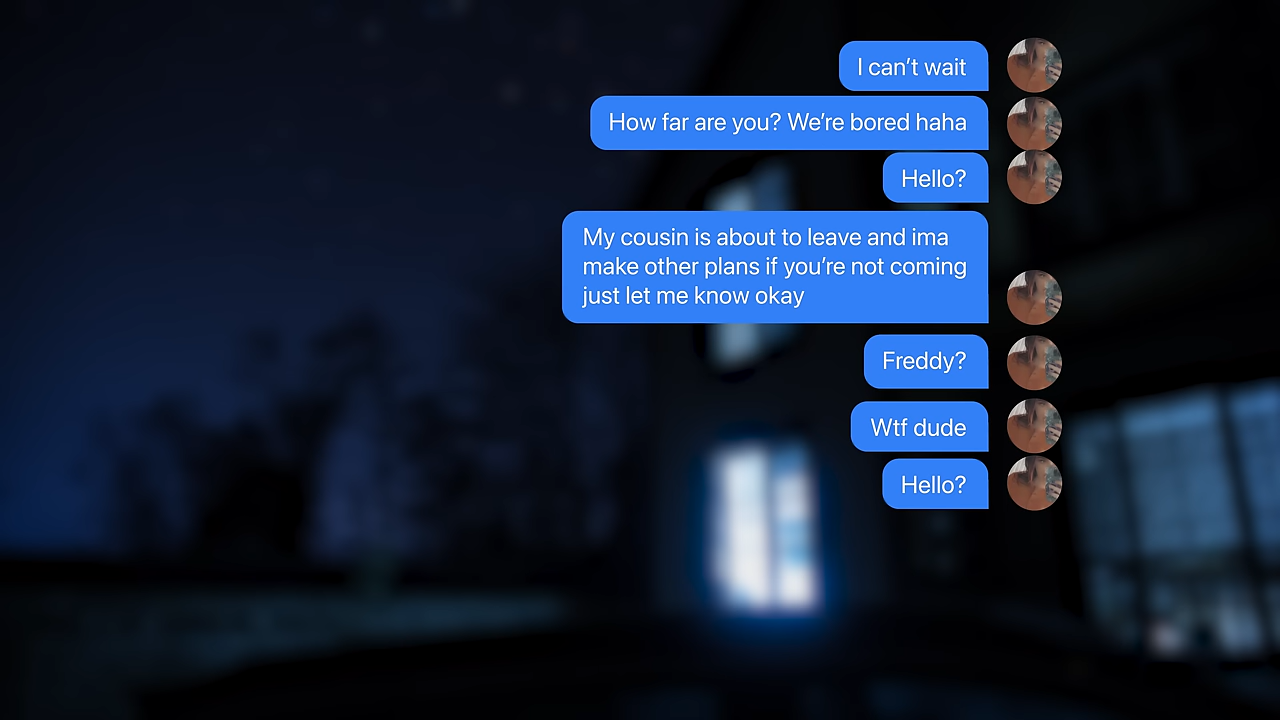 I can’t wait
How far are you? We’re bored haha
Hello?
My cousin is about to leave and ima
make other plans if you’re not coming
just let me know okay
Freddy?
Wtf dude
Hello?